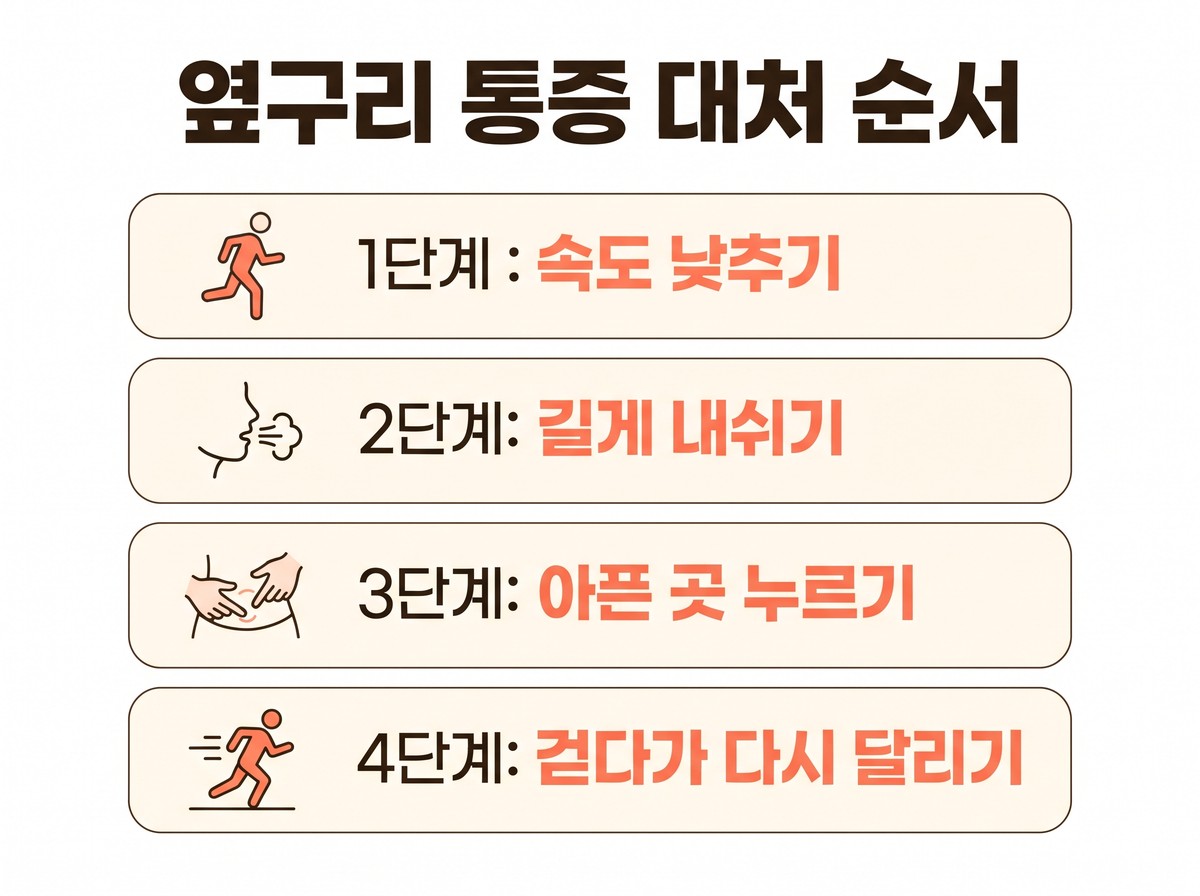 옆구리 통증 대처 순서
1단계 : 속도 낮추기
2단계: 길게 내쉬기
3단계: 아픈 곳 누르기
4단계: 걷다가 다시 달리기